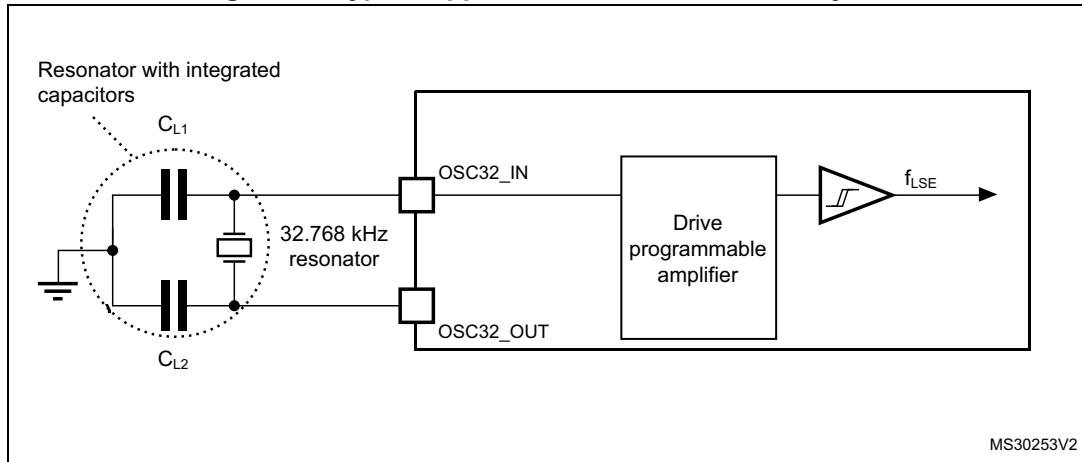 Resonator with integrated
capacitors
C_L1
OSC32_IN
f_LSE
32.768 kHz
resonator
Drive
programmable
amplifier
OSC32_OUT
C_L2
MS30253V2